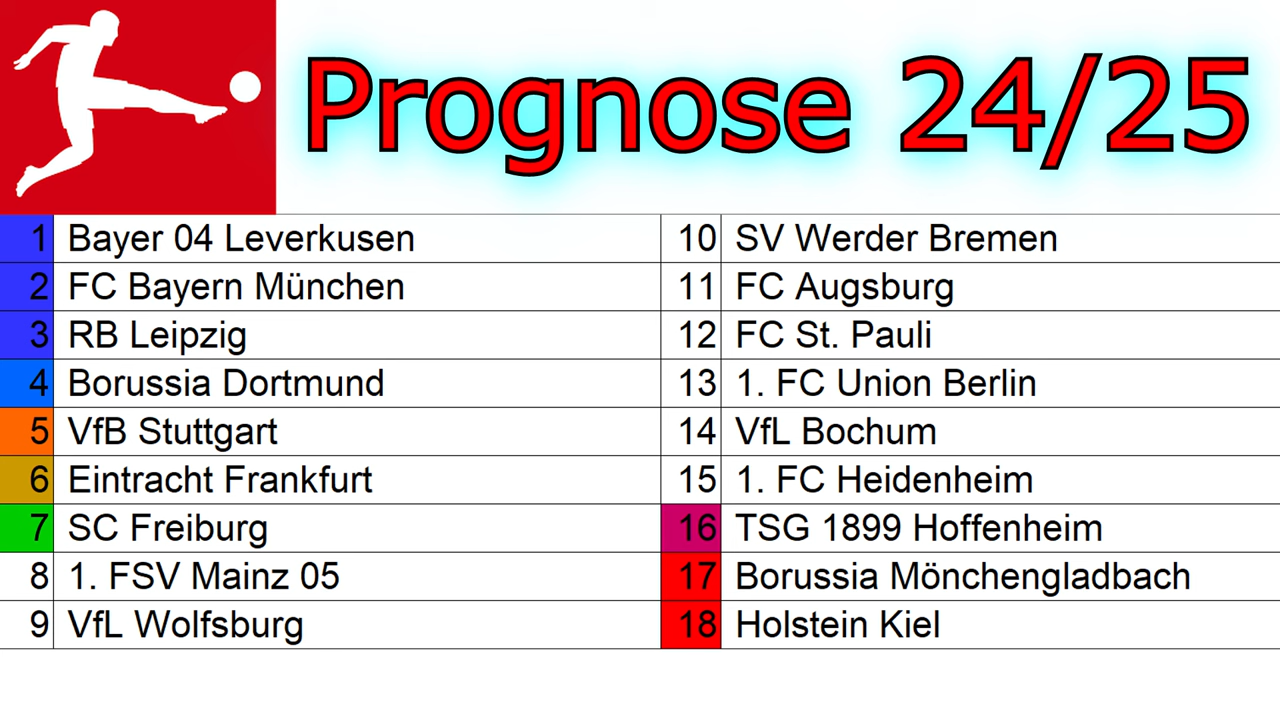 Prognose 24/25
1 Bayer 04 Leverkusen
2 FC Bayern München
3 RB Leipzig
4 Borussia Dortmund
5 VfB Stuttgart
6 Eintracht Frankfurt
7 SC Freiburg
8 1. FSV Mainz 05
9 VfL Wolfsburg
10 SV Werder Bremen
11 FC Augsburg
12 FC St. Pauli
13 1. FC Union Berlin
14 VfL Bochum
15 1. FC Heidenheim
16 TSG 1899 Hoffenheim
17 Borussia Mönchengladbach
18 Holstein Kiel